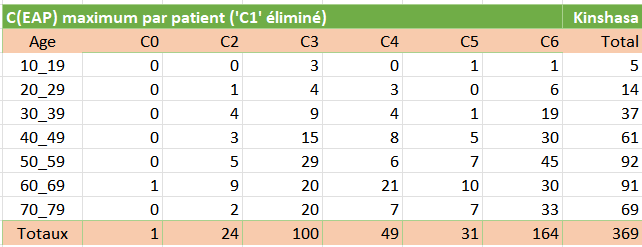 C(EAP) maximum par patient ('C1' éliminé) Kinshasa
Age C0 C2 C3 C4 C5 C6 Total
10_19 0 0 3 0 1 1 5
20_29 0 1 4 3 0 6 14
30_39 0 4 9 4 1 19 37
40_49 0 3 15 8 5 30 61
50_59 0 5 29 6 7 45 92
60_69 1 9 20 21 10 30 91
70_79 0 2 20 7 7 33 69
Totaux 1 24 100 49 31 164 369